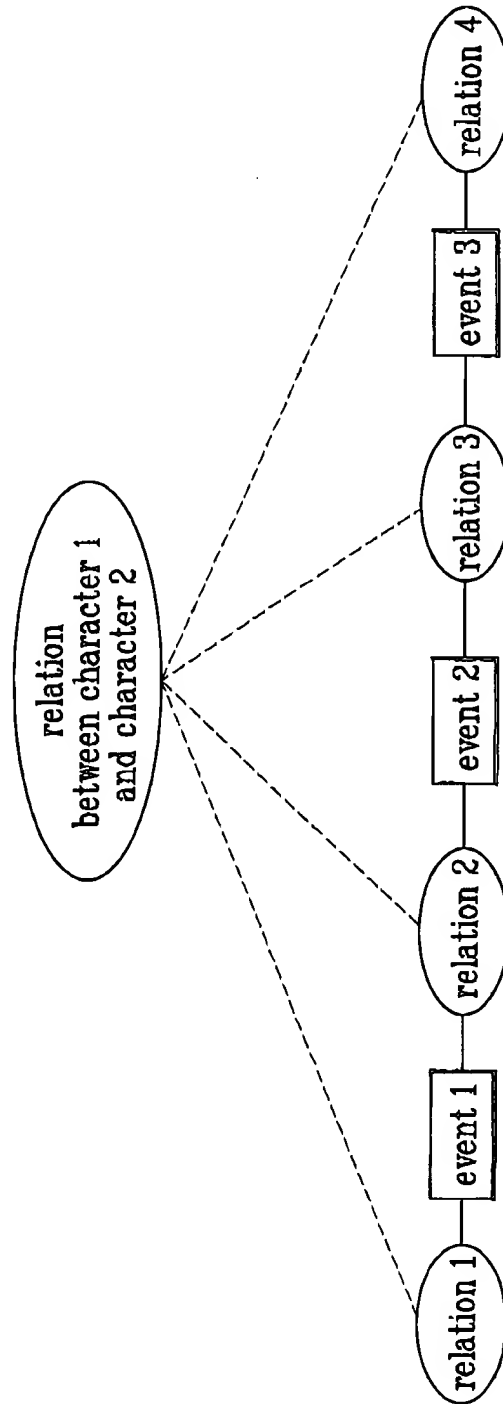 relation
between character 1
and character 2
relation 1
event 1
relation 2
event 2
relation 3
event 3
relation 4